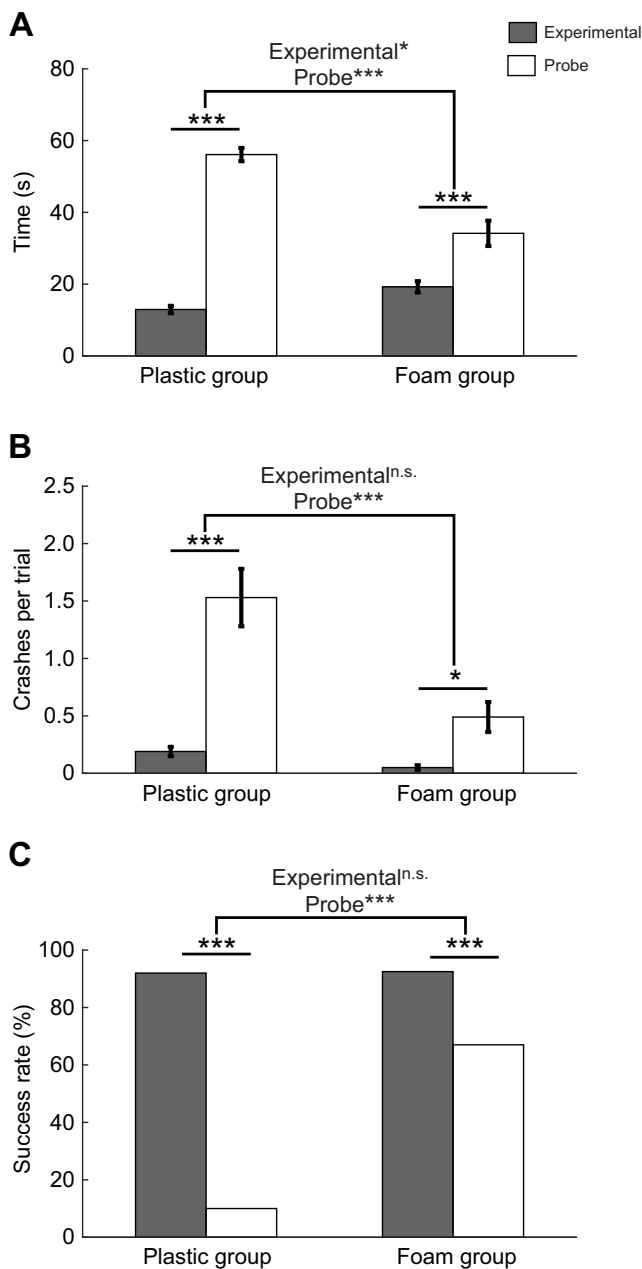 A
Experimental
Probe
Experimental*
Probe***
80
***
60
***
40
20
0
Time (s)
Plastic group
Foam group
B
Experimentaln.s.
Probe***
2.5
***
2.0
1.5
1.0
*
0.5
0
Crashes per trial
Plastic group
Foam group
C
Experimentaln.s.
Probe***
100
***
***
80
60
40
20
0
Success rate (%)
Plastic group
Foam group